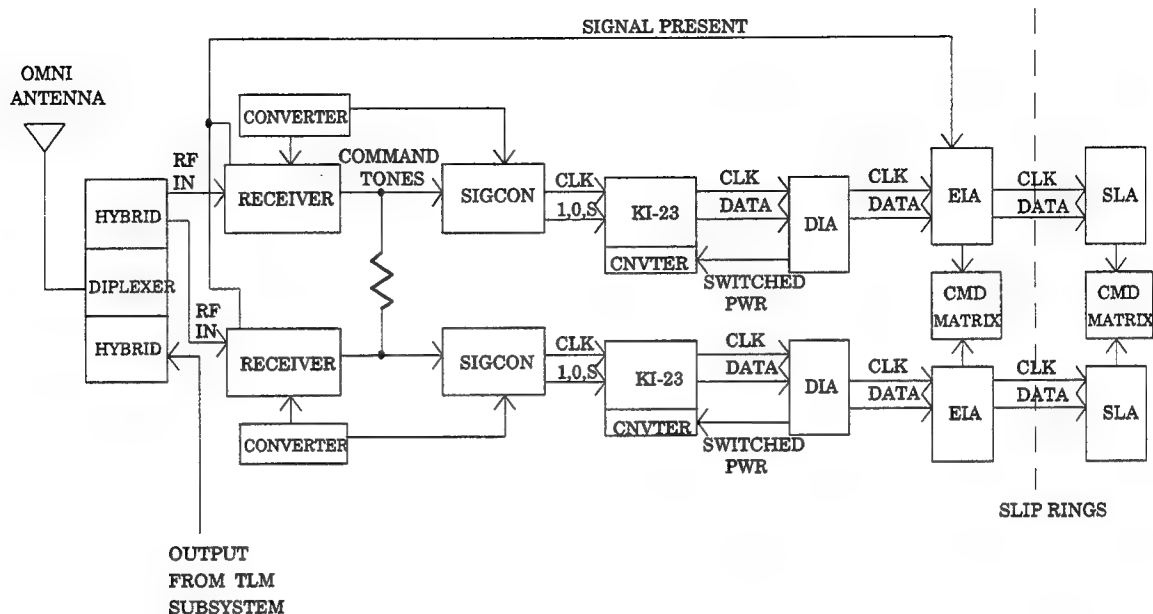 SIGNAL PRESENT
OMNI
ANTENNA
CONVERTER
RF
IN
COMMAND
TONES
HYBRID
RECEIVER
SIGCON
CLK
1,0,S
KI-23
CLK
DATA
DIA
CLK
DATA
EIA
CLK
DATA
SLA
CNVTER
SWITCHED
PWR
DIPLEXER
CMD
MATRIX
CMD
MATRIX
RF
IN
HYBRID
RECEIVER
SIGCON
CLK
1,0,S
KI-23
CLK
DATA
DIA
CLK
DATA
EIA
CLK
DATA
SLA
CONVERTER
CNVTER
SWITCHED
PWR
SLIP RINGS
OUTPUT
FROM TLM
SUBSYSTEM